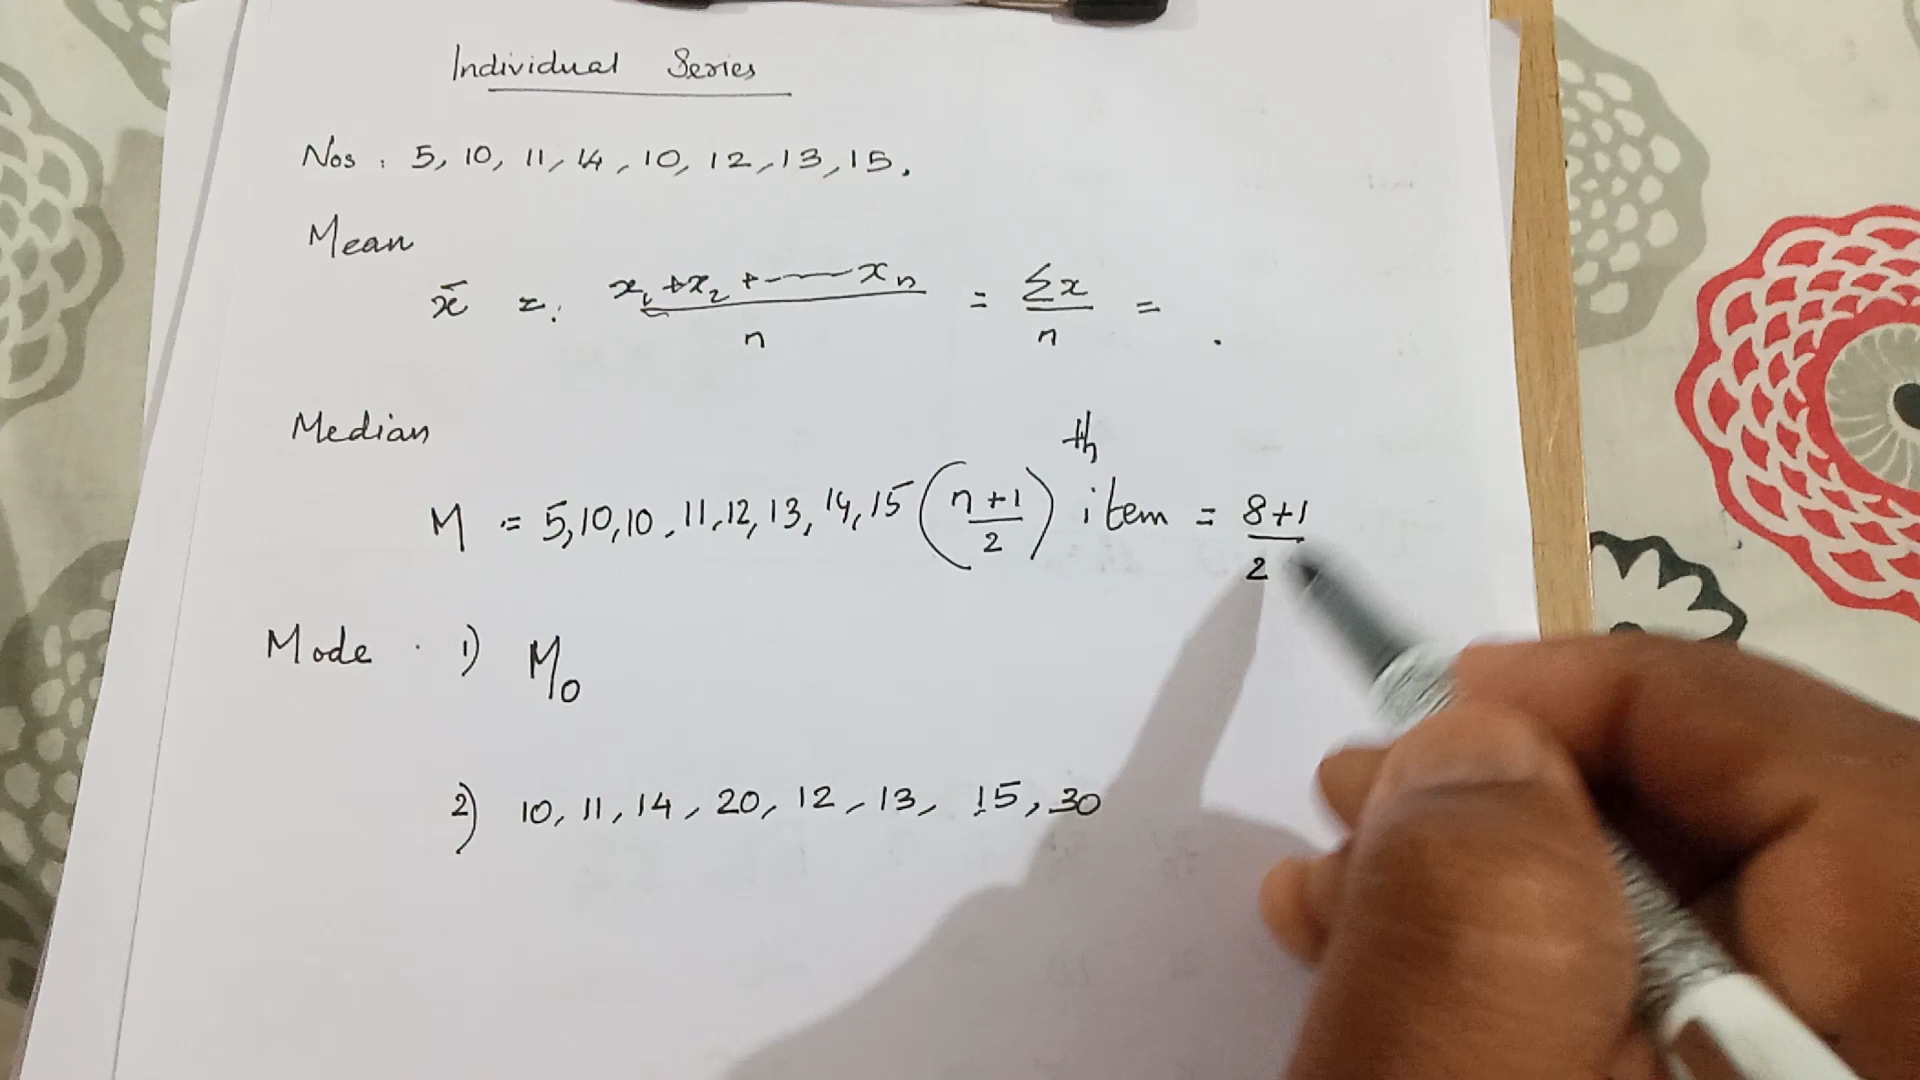 Individual Series
Nos : 5, 10, 11, 14, 10, 12, 13, 15.
Mean
x̄ = x₁ + x₂ + ------ xₙ / n = Σx / n =
Median
M = 5, 10, 10, 11, 12, 13, 14, 15 (n+1 / 2)th item = 8+1 / 2
Mode . 1) M₀
2) 10, 11, 14, 20, 12, 13, 15, 30